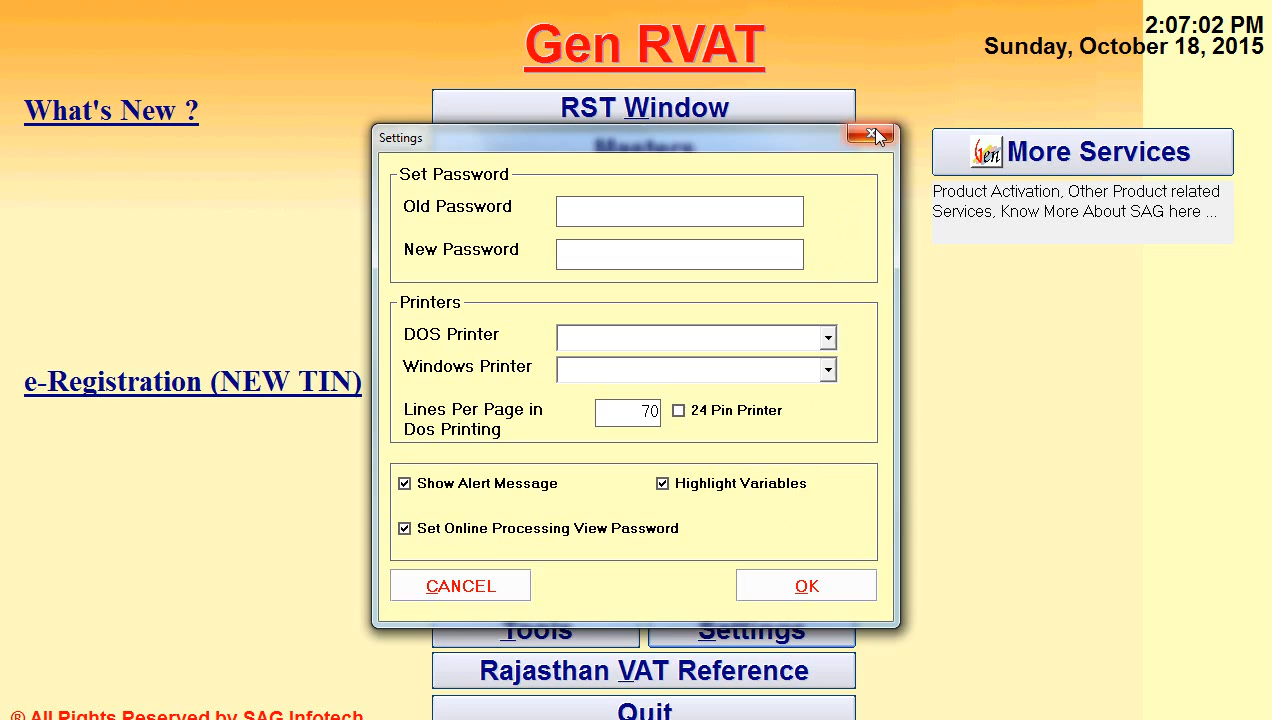 Gen RVAT
2:07:02 PM
Sunday, October 18, 2015
What's New ?
RST Window
Settings
Masters
Gen More Services
Product Activation, Other Product related
Services, Know More About SAG here ...
Set Password
Old Password
New Password
Printers
DOS Printer
Windows Printer
e-Registration (NEW TIN)
Lines Per Page in
Dos Printing
70
24 Pin Printer
Show Alert Message
Highlight Variables
Set Online Processing View Password
CANCEL
OK
Tools
Settings
Rajasthan VAT Reference
Quit
® All Rights Reserved by SAG Infotech